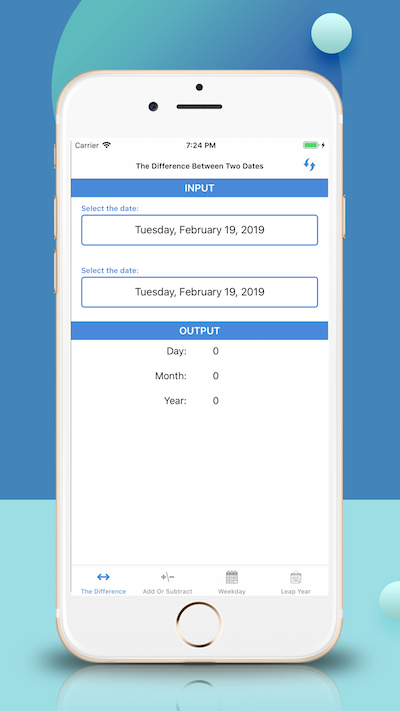 Carrier 7:24 PM
The Difference Between Two Dates
INPUT
Select the date:
Tuesday, February 19, 2019
Select the date:
Tuesday, February 19, 2019
OUTPUT
Day: 0
Month: 0
Year: 0
+\-
The Difference Add Or Subtract Weekday Leap Year